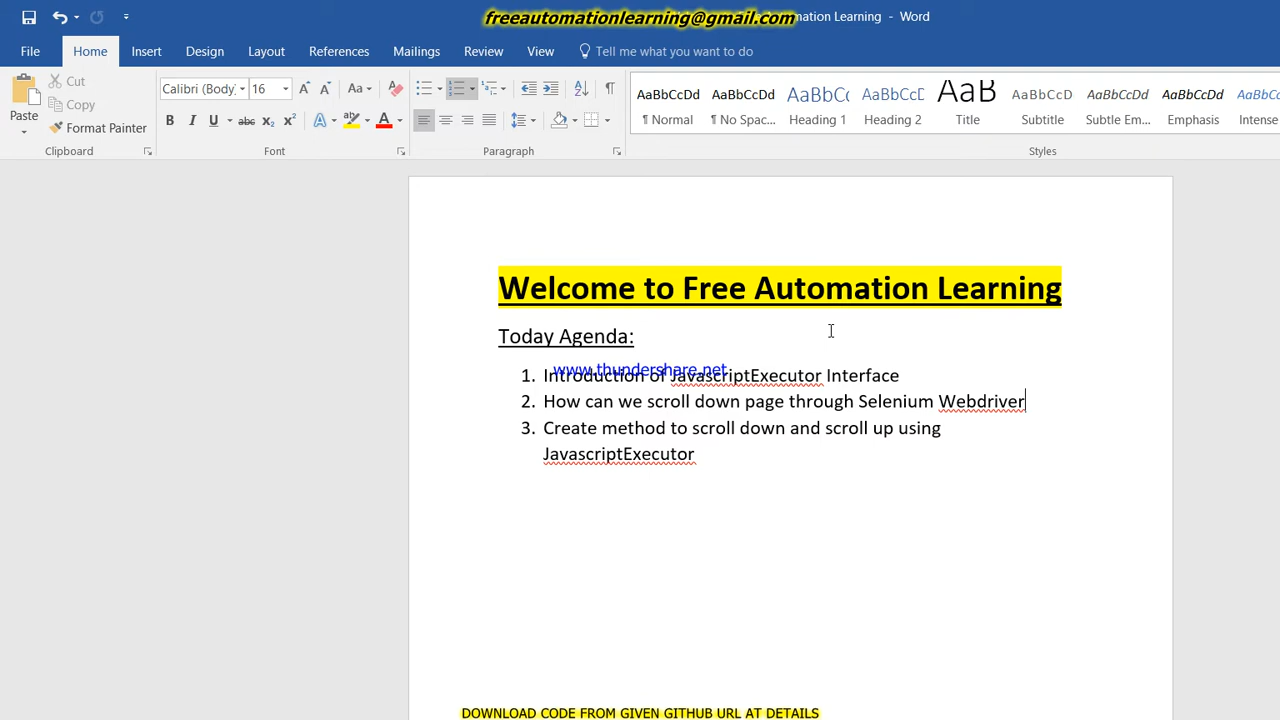 freeautomationlearning@gmail.com
Automation Learning - Word
File Home Insert Design Layout References Mailings Review View Tell me what you want to do
Cut
Copy
Format Painter
Paste
Calibri (Body) 16
Clipboard
Font
Paragraph
AaBbCcDd AaBbCcDd AaBbC AaBbCcD AaB AaBbCcD AaBbCcDd AaBbCcDd AaBbCcD
¶ Normal ¶ No Spac... Heading 1 Heading 2 Title Subtitle Subtle Em... Emphasis Intense
Styles
Welcome to Free Automation Learning
Today Agenda:
www.thundershare.net
1. Introduction of JavascriptExecutor Interface
2. How can we scroll down page through Selenium Webdriver
3. Create method to scroll down and scroll up using
JavascriptExecutor
DOWNLOAD CODE FROM GIVEN GITHUB URL AT DETAILS